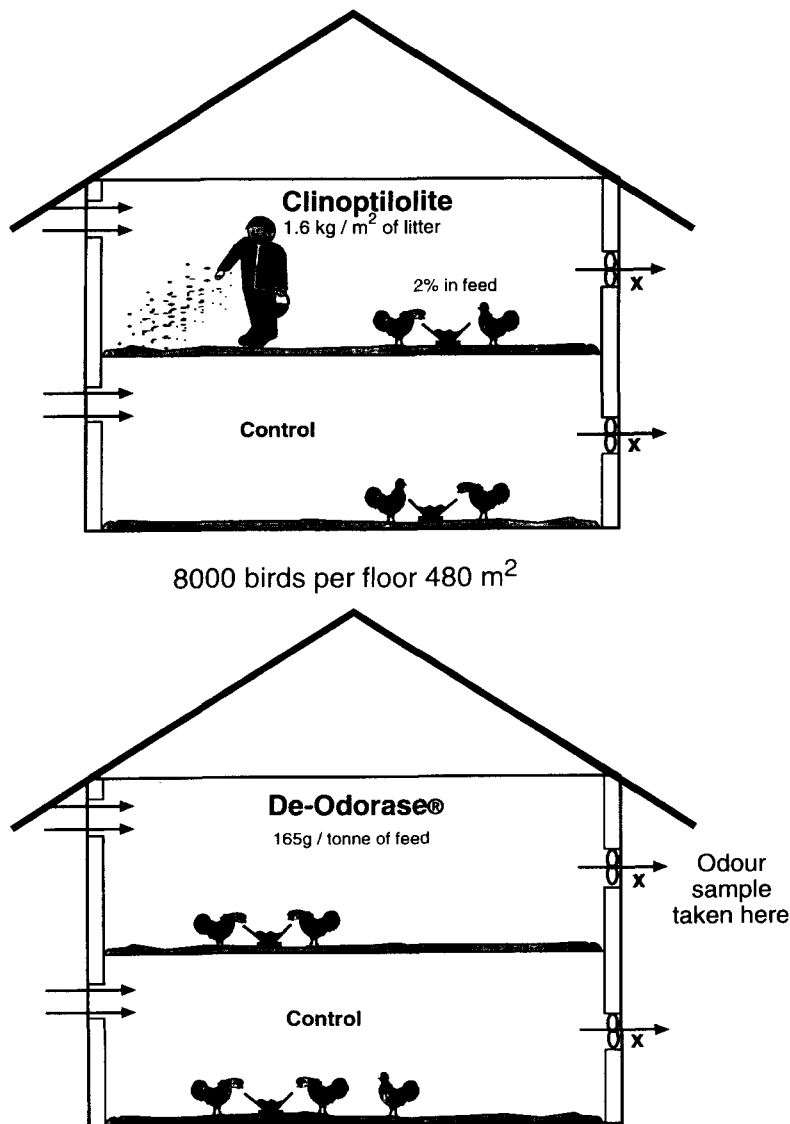 Clinoptilolite
1.6 kg / m² of litter
2% in feed
x
Control
x
8000 birds per floor 480 m²
De-Odorase®
165g / tonne of feed
x
Odour
sample
taken here
Control
x